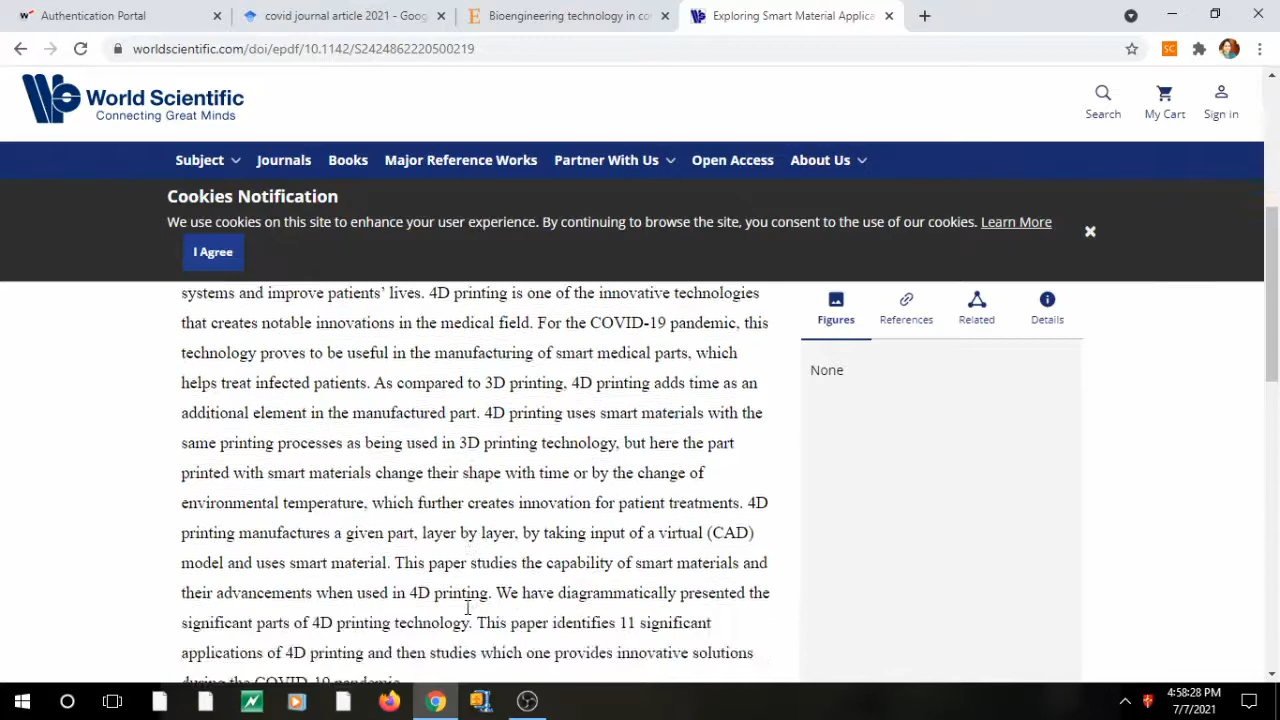 Authentication Portal
covid journal article 2021 - Goog
Bioengineering technology in co
Exploring Smart Material Applica
worldscientific.com/doi/epdf/10.1142/S2424862220500219
World Scientific
Connecting Great Minds
Search
My Cart
Sign in
Subject
Journals
Books
Major Reference Works
Partner With Us
Open Access
About Us
Cookies Notification
We use cookies on this site to enhance your user experience. By continuing to browse the site, you consent to the use of our cookies. Learn More
I Agree
systems and improve patients’ lives. 4D printing is one of the innovative technologies
that creates notable innovations in the medical field. For the COVID-19 pandemic, this
technology proves to be useful in the manufacturing of smart medical parts, which
helps treat infected patients. As compared to 3D printing, 4D printing adds time as an
additional element in the manufactured part. 4D printing uses smart materials with the
same printing processes as being used in 3D printing technology, but here the part
printed with smart materials change their shape with time or by the change of
environmental temperature, which further creates innovation for patient treatments. 4D
printing manufactures a given part, layer by layer, by taking input of a virtual (CAD)
model and uses smart material. This paper studies the capability of smart materials and
their advancements when used in 4D printing. We have diagrammatically presented the
significant parts of 4D printing technology. This paper identifies 11 significant
applications of 4D printing and then studies which one provides innovative solutions
during the COVID-19 pandemic.
Figures
References
Related
Details
None
SC
4:58:28 PM
7/7/2021